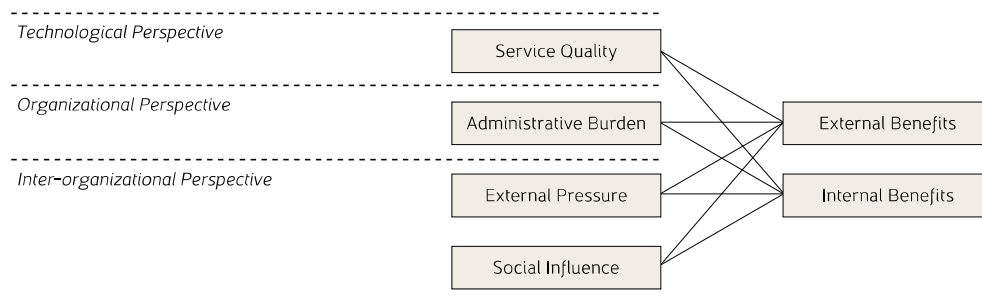 Technological Perspective
Service Quality
Organizational Perspective
Administrative Burden
External Benefits
Inter-organizational Perspective
External Pressure
Internal Benefits
Social Influence